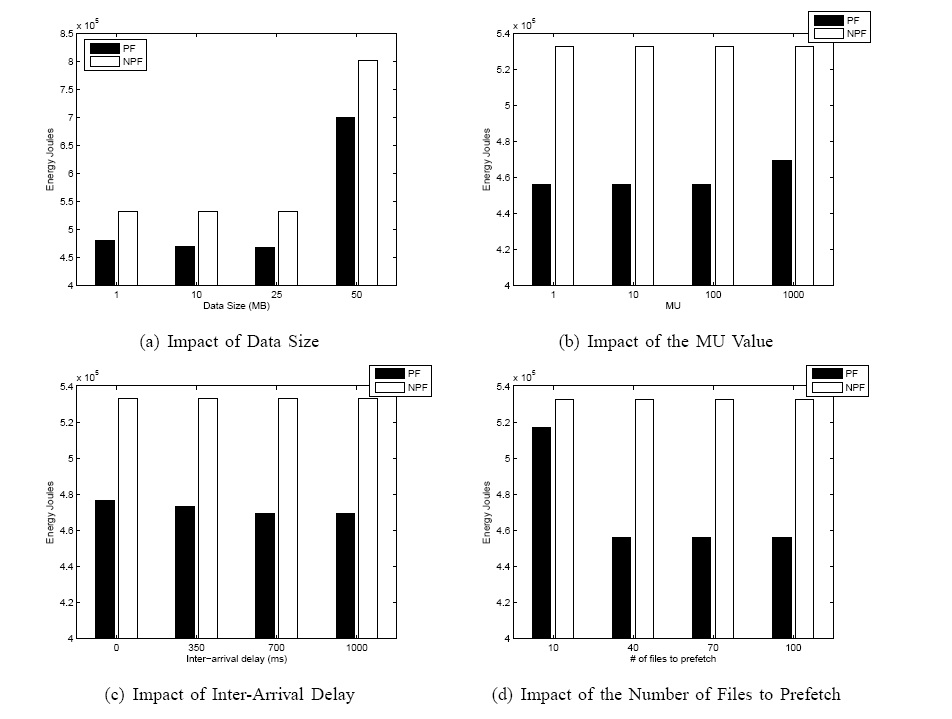 x 10^5
8.5
8
7.5
7
6.5
6
5.5
5
4.5
4
Energy Joules
PF
NPF
1 10 25 50
Data Size (MB)
(a) Impact of Data Size
x 10^5
5.4
5.2
5
4.8
4.6
4.4
4.2
4
Energy Joules
PF
NPF
1 10 100 1000
MU
(b) Impact of the MU Value
x 10^5
5.4
5.2
5
4.8
4.6
4.4
4.2
4
Energy Joules
PF
NPF
0 350 700 1000
Inter−arrival delay (ms)
(c) Impact of Inter-Arrival Delay
x 10^5
5.4
5.2
5
4.8
4.6
4.4
4.2
4
Energy Joules
PF
NPF
10 40 70 100
# of files to prefetch
(d) Impact of the Number of Files to Prefetch